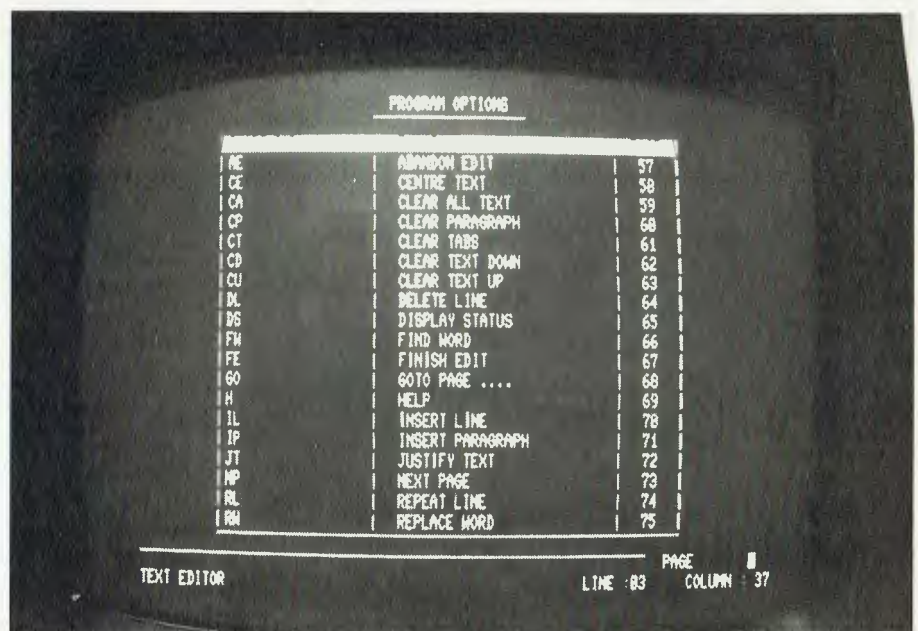 PROGRAM OPTIONS
AE ABANDON EDIT 57
CE CENTRE TEXT 58
CA CLEAR ALL TEXT 59
CP CLEAR PARAGRAPH 60
CT CLEAR TABS 61
CD CLEAR TEXT DOWN 62
CU CLEAR TEXT UP 63
DL DELETE LINE 64
DS DISPLAY STATUS 65
FW FIND WORD 66
FE FINISH EDIT 67
GO GOTO PAGE .... 68
H HELP 69
IL INSERT LINE 70
IP INSERT PARAGRAPH 71
JT JUSTIFY TEXT 72
NP NEXT PAGE 73
RL REPEAT LINE 74
RW REPLACE WORD 75
PAGE
TEXT EDITOR LINE :03 COLUMN : 37